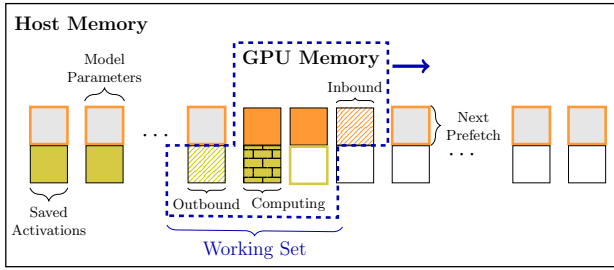 Host Memory
Model
Parameters
GPU Memory
Inbound
Next
Prefetch
...
...
Saved
Activations
Outbound
Computing
Working Set